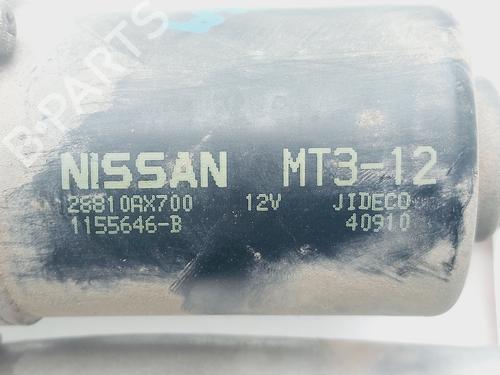 B-PARTS
NISSAN MT3-12
28810AX700 12V JIDECO
1155646-B 40910